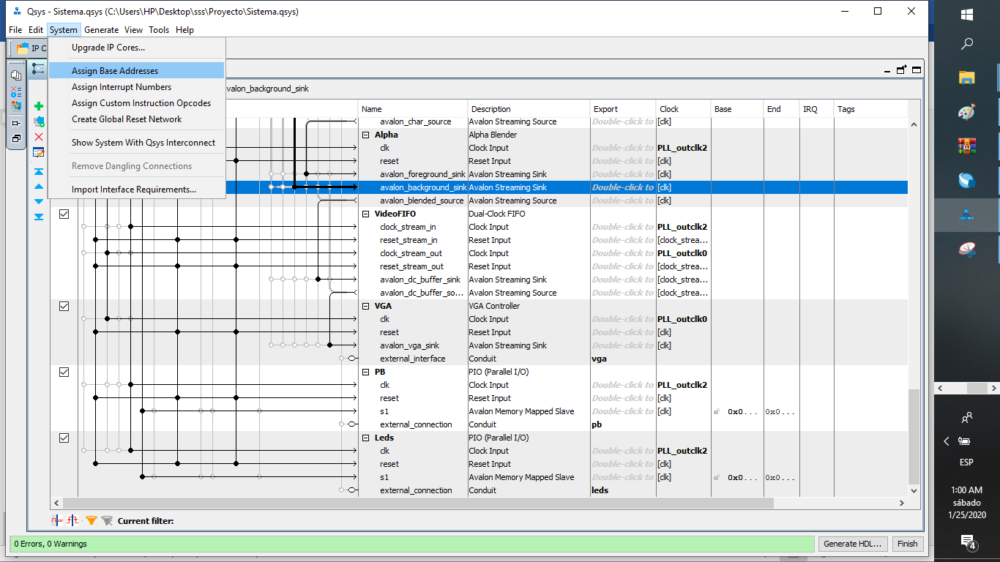 Qsys - Sistema.qsys (C:\Users\HP\Desktop\sss\Proyecto\Sistema.qsys)
File Edit System Generate View Tools Help
IP C
Upgrade IP Cores...
Assign Base Addresses
Assign Interrupt Numbers
Assign Custom Instruction Opcodes
Create Global Reset Network
Show System With Qsys Interconnect
Remove Dangling Connections
Import Interface Requirements...
valon_background_sink
Name Description Export Clock Base End IRQ Tags
avalon_char_source Avalon Streaming Source Double-click to [clk]
Alpha Alpha Blender
clk Clock Input Double-click to PLL_outclk2
reset Reset Input Double-click to [clk]
avalon_foreground_sink Avalon Streaming Sink Double-click to [clk]
avalon_background_sink Avalon Streaming Sink Double-click to [clk]
avalon_blended_source Avalon Streaming Source Double-click to [clk]
VideoFIFO Dual-Clock FIFO
clock_stream_in Clock Input Double-click to PLL_outclk2
reset_stream_in Reset Input Double-click to [clock_strea...
clock_stream_out Clock Input Double-click to PLL_outclk0
reset_stream_out Reset Input Double-click to [clock_strea...
avalon_dc_buffer_sink Avalon Streaming Sink Double-click to [clock_strea...
avalon_dc_buffer_so... Avalon Streaming Source Double-click to [clock_strea...
VGA VGA Controller
clk Clock Input Double-click to PLL_outclk0
reset Reset Input Double-click to [clk]
avalon_vga_sink Avalon Streaming Sink Double-click to [clk]
external_interface Conduit vga
PB PIO (Parallel I/O)
clk Clock Input Double-click to PLL_outclk2
reset Reset Input Double-click to [clk]
s1 Avalon Memory Mapped Slave Double-click to [clk] 0x0... 0x0...
external_connection Conduit pb
Leds PIO (Parallel I/O)
clk Clock Input Double-click to PLL_outclk2
reset Reset Input Double-click to [clk]
s1 Avalon Memory Mapped Slave Double-click to [clk] 0x0... 0x0...
external_connection Conduit leds
Current filter:
0 Errors, 0 Warnings Generate HDL... Finish
ESP
1:00 AM
sábado
1/25/2020
4